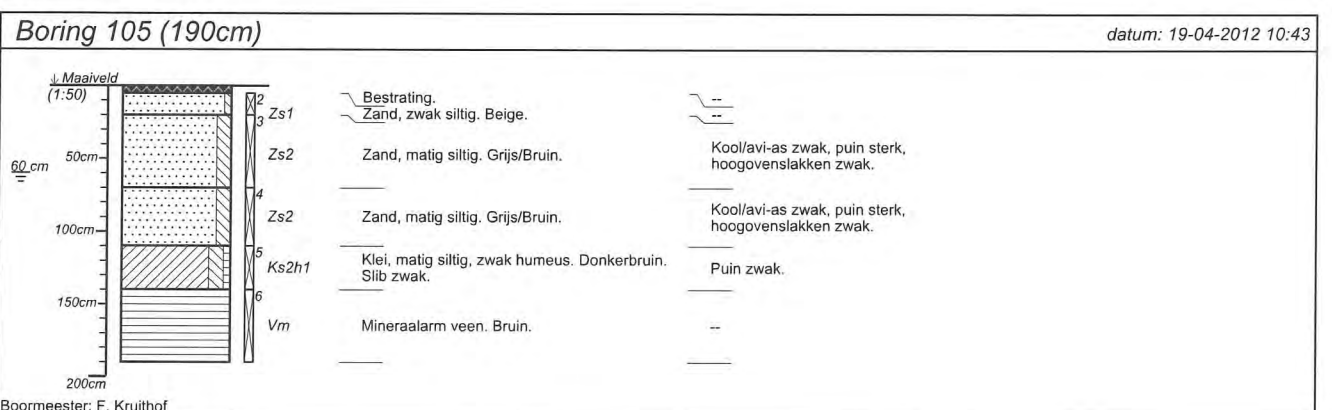 Boring 105 (190cm)
datum: 19-04-2012 10:43
Maaiveld
(1:50)
2
Zs1
Bestrating.
--
Zand, zwak siltig. Beige.
--
3
50cm
60 cm
Zs2
Zand, matig siltig. Grijs/Bruin.
Kool/avi-as zwak, puin sterk,
hoogovenslakken zwak.
4
Zs2
Zand, matig siltig. Grijs/Bruin.
Kool/avi-as zwak, puin sterk,
hoogovenslakken zwak.
100cm
5
Ks2h1
Klei, matig siltig, zwak humeus. Donkerbruin.
Slib zwak.
Puin zwak.
150cm
6
Vm
Mineraalarm veen. Bruin.
--
200cm
Boormeester: F. Kruithof